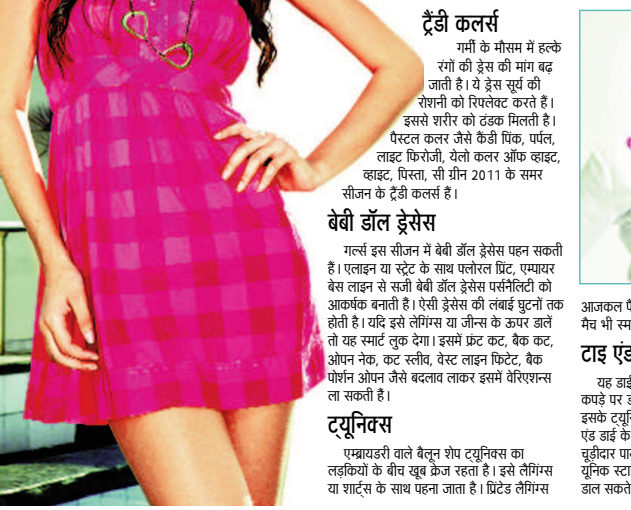 ट्रैंडी कलर्स
गर्मी के मौसम में हल्के
रंगों की ड्रेस की मांग बढ़
जाती है। ये ड्रेस सूर्य की
रोशनी को रिफ्लेक्ट करते हैं।
इससे शरीर को ठंडक मिलती है।
पैस्टल कलर जैसे कैंडी पिंक, पर्पल,
लाइट फिरोजी, येलो कलर ऑफ व्हाइट,
व्हाइट, पिस्ता, सी ग्रीन 2011 के समर
सीजन के ट्रैंडी कलर्स हैं।
बेबी डॉल ड्रेसेस
गर्ल्स इस सीजन में बेबी डॉल ड्रेसेस पहन सकती
हैं। एलाइन या स्ट्रेट के साथ फ्लोरल प्रिंट, एम्पायर
बेस लाइन से सजी बेबी डॉल ड्रेसेस पर्सनैलिटी को
आकर्षक बनाती है। ऐसी ड्रेसेस की लंबाई घुटनों तक
होती है। यदि इसे लेगिंग्स या जीन्स के ऊपर डालें
तो यह स्मार्ट लुक देगा। इसमें फ्रंट कट, बैक कट,
ओपन नेक, कट स्लीव, वेस्ट लाइन फिटेट, बैक
पोर्शन ओपन जैसे बदलाव लाकर इसमें वेरिएशन्स
ला सकती हैं।
ट्यूनिक्स
एम्ब्रायडरी वाले बैलून शेप ट्यूनिक्स का
लड़कियों के बीच खूब क्रेज रहता है। इसे लैगिंग्स
या शार्ट्स के साथ पहना जाता है। प्रिंटेड लैगिंग्स
आजकल
मैच भी
टाइ एंड
यह
कपड़े पर
इसके
एंड डाई के
चूड़ीदार
यूनिक
डाल सकते